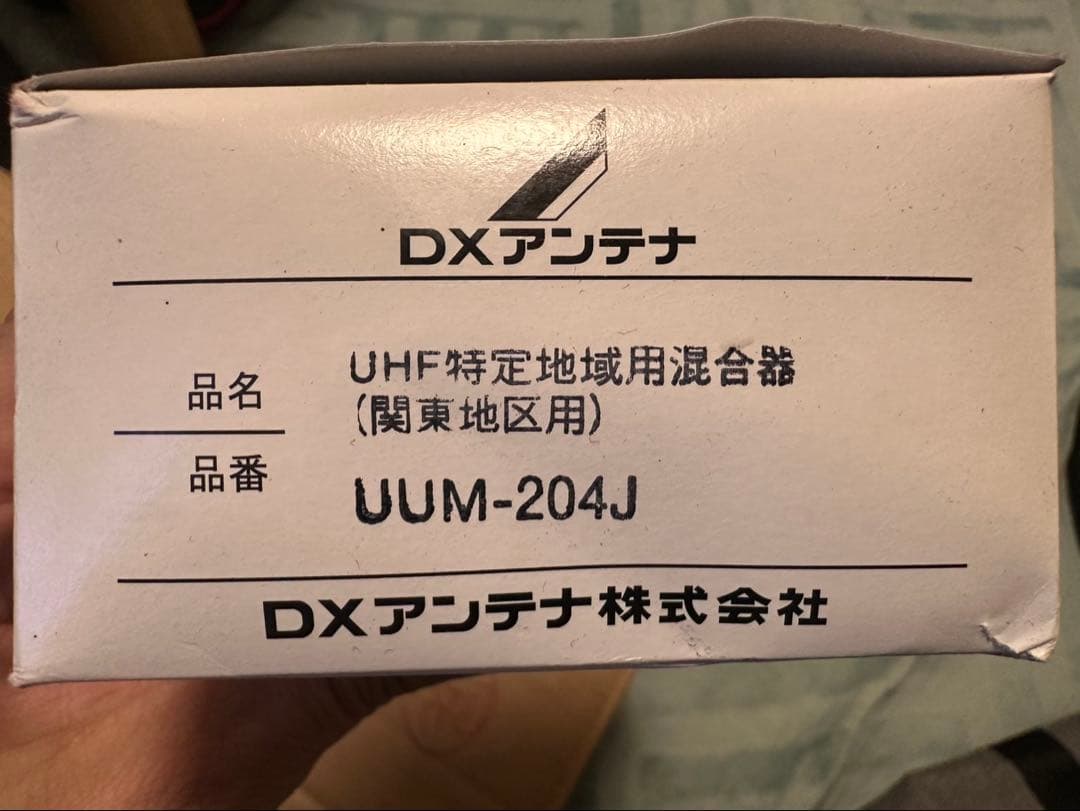 DXアンテナ
品名
UHF特定地域用混合器
(関東地区用)
品番
UUM-204J
DXアンテナ株式会社